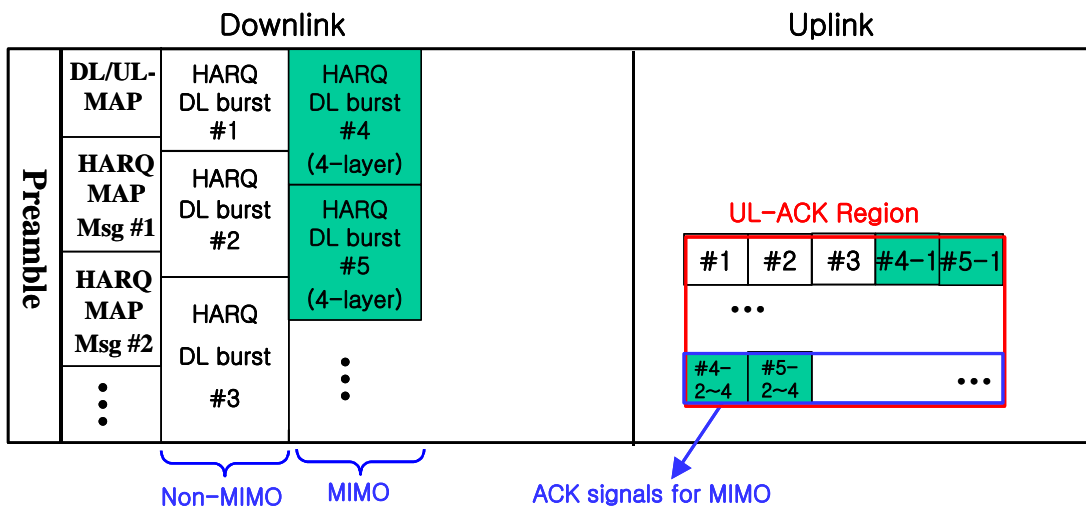 Downlink
Uplink
Preamble
DL/UL-
MAP
HARQ
MAP
Msg #1
HARQ
MAP
Msg #2
HARQ
DL burst
#1
HARQ
DL burst
#2
HARQ
DL burst
#3
HARQ
DL burst
#4
(4-layer)
HARQ
DL burst
#5
(4-layer)
UL-ACK Region
#1 #2 #3 #4-1 #5-1
•••
#4-
2~4
#5-
2~4
•••
Non-MIMO
MIMO
ACK signals for MIMO